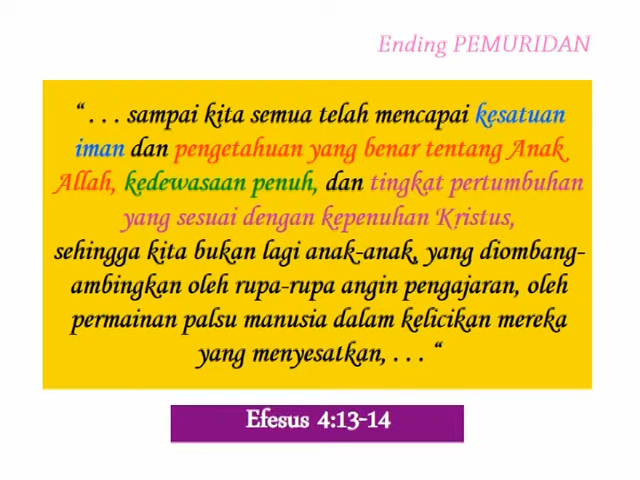 Ending PEMURIDAN
“ . . . sampai kita semua telah mencapai kesatuan
iman dan pengetahuan yang benar tentang Anak
Allah, kedewasaan penuh, dan tingkat pertumbuhan
yang sesuai dengan kepenuhan Kristus,
sehingga kita bukan lagi anak-anak, yang diombang-
ambingkan oleh rupa-rupa angin pengajaran, oleh
permainan palsu manusia dalam kelicikan mereka
yang menyesatkan, . . . “
Efesus 4:13-14